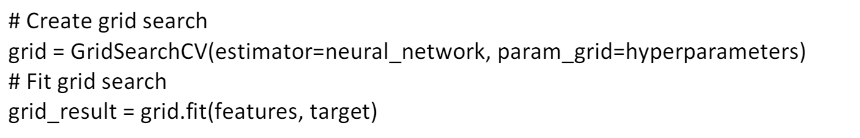 # Create grid search
grid = GridSearchCV(estimator=neural_network, param_grid=hyperparameters)
# Fit grid search
grid_result = grid.fit(features, target)